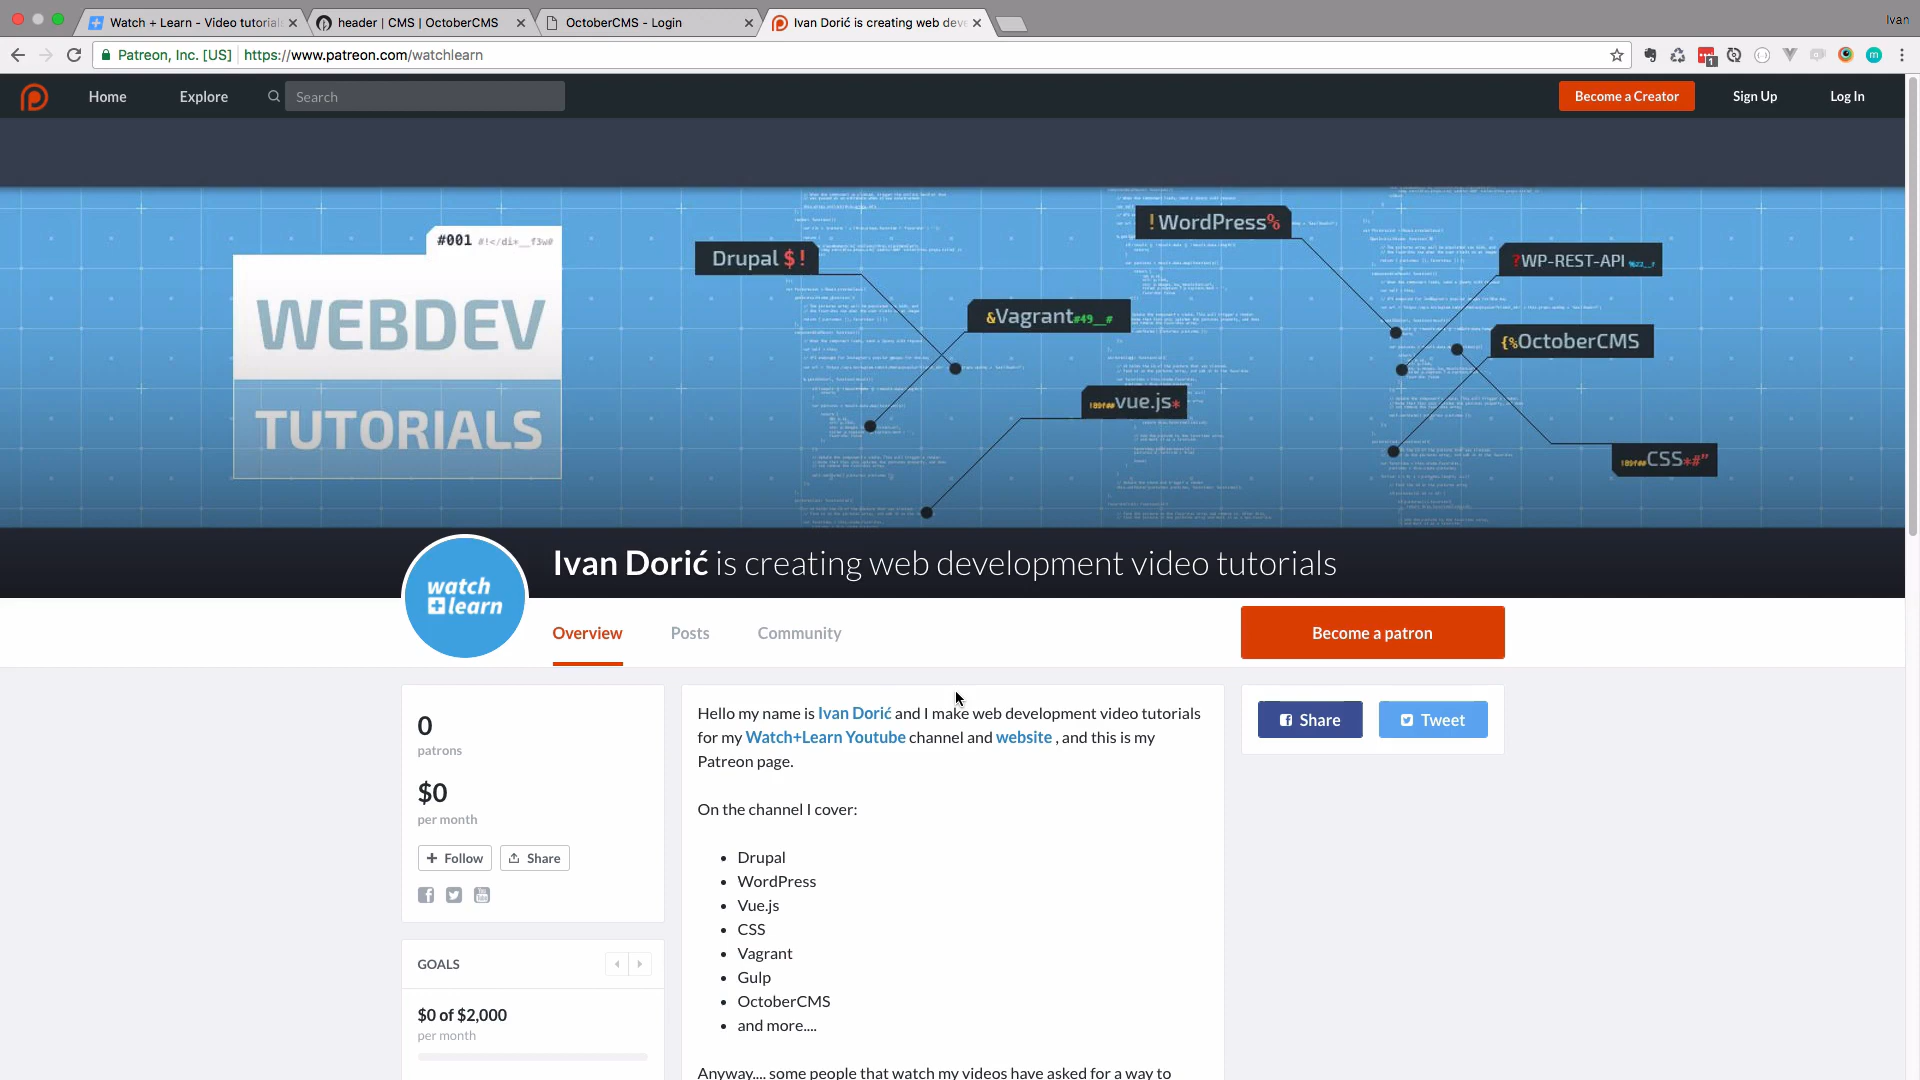 Watch + Learn - Video tutorial
header | CMS | OctoberCMS
OctoberCMS - Login
Ivan Dorić is creating web dev
Ivan
Patreon, Inc. [US]
https://www.patreon.com/watchlearn
1
Home
Explore
Search
Become a Creator
Sign Up
Log In
#001 #!</di*__f3w#
WEBDEV
TUTORIALS
Drupal $!
!WordPress%
?WP-REST-API
&Vagrant#49__#
{%OctoberCMS
!89f##vue.js*
!89f##CSS*#"
watch
+learn
Ivan Dorić is creating web development video tutorials
Overview
Posts
Community
Become a patron
0
patrons
$0
per month
+ Follow
Share
GOALS
$0 of $2,000
per month
Hello my name is Ivan Dorić and I make web development video tutorials
for my Watch+Learn Youtube channel and website , and this is my
Patreon page.
On the channel I cover:
• Drupal
• WordPress
• Vue.js
• CSS
• Vagrant
• Gulp
• OctoberCMS
• and more....
Anyway.... some people that watch my videos have asked for a way to
Share
Tweet